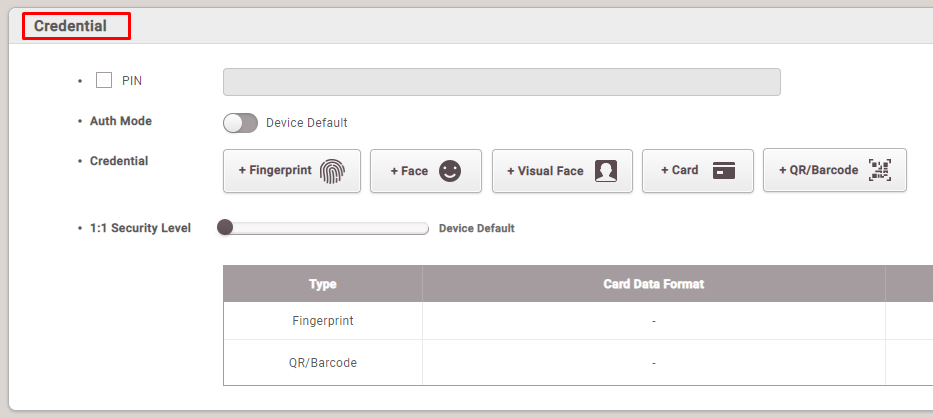 Credential
• PIN
• Auth Mode Device Default
• Credential + Fingerprint + Face + Visual Face + Card + QR/Barcode
• 1:1 Security Level Device Default
Type Card Data Format
Fingerprint -
QR/Barcode -